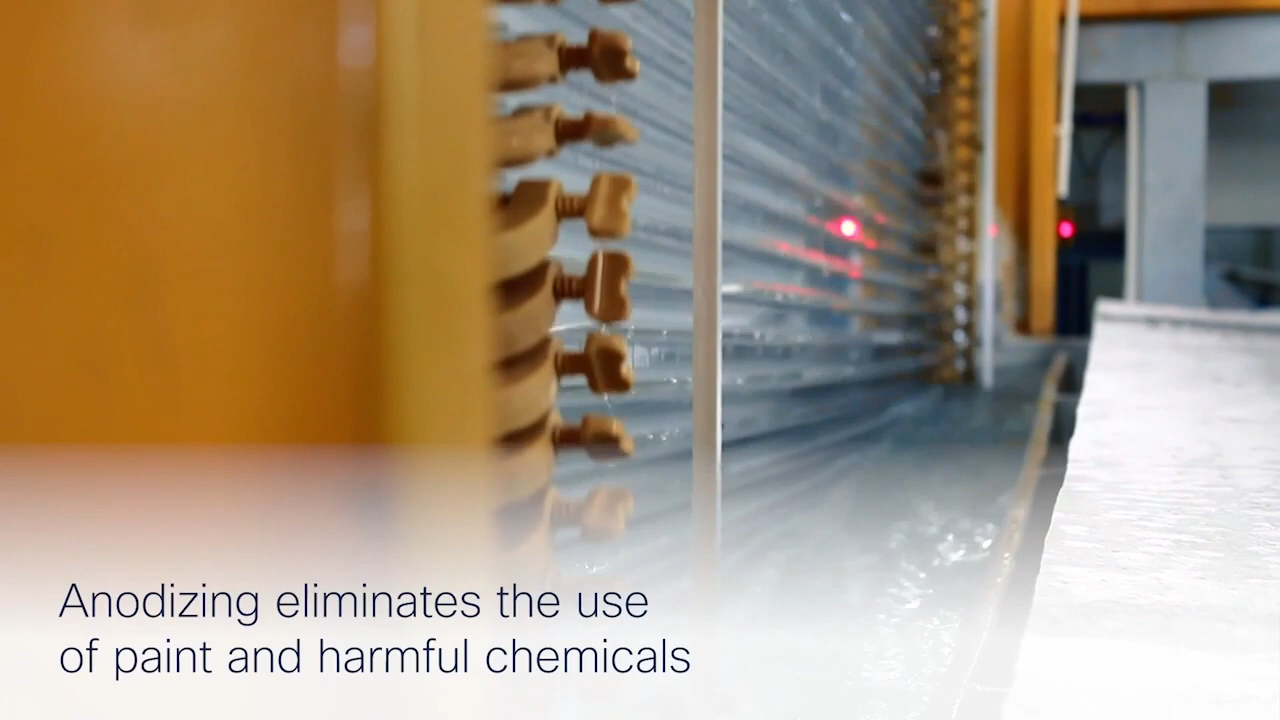 Anodizing eliminates the use
of paint and harmful chemicals